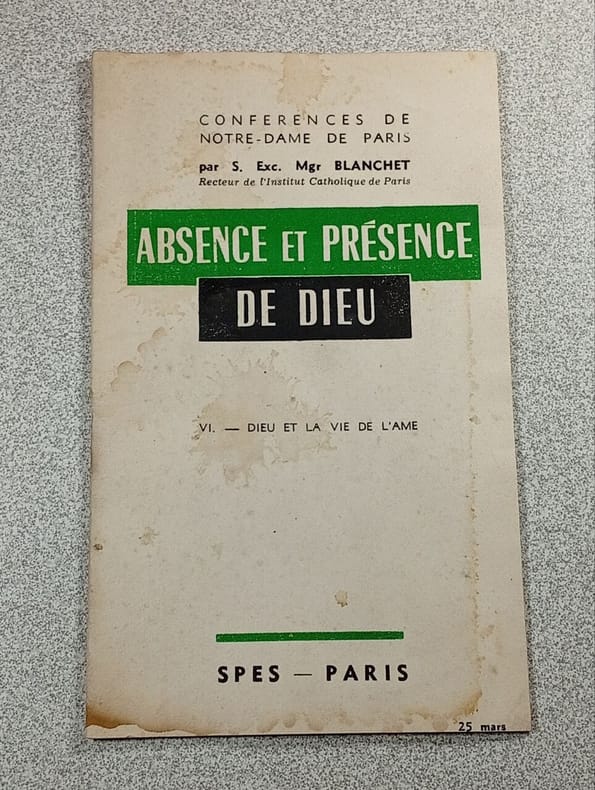 CONFERENCES DE
NOTRE-DAME DE PARIS
par S. Exc. Mgr BLANCHET
Recteur de l'Institut Catholique de Paris
ABSENCE ET PRÉSENCE
DE DIEU
VI. — DIEU ET LA VIE DE L'AME
SPES — PARIS
25 mars